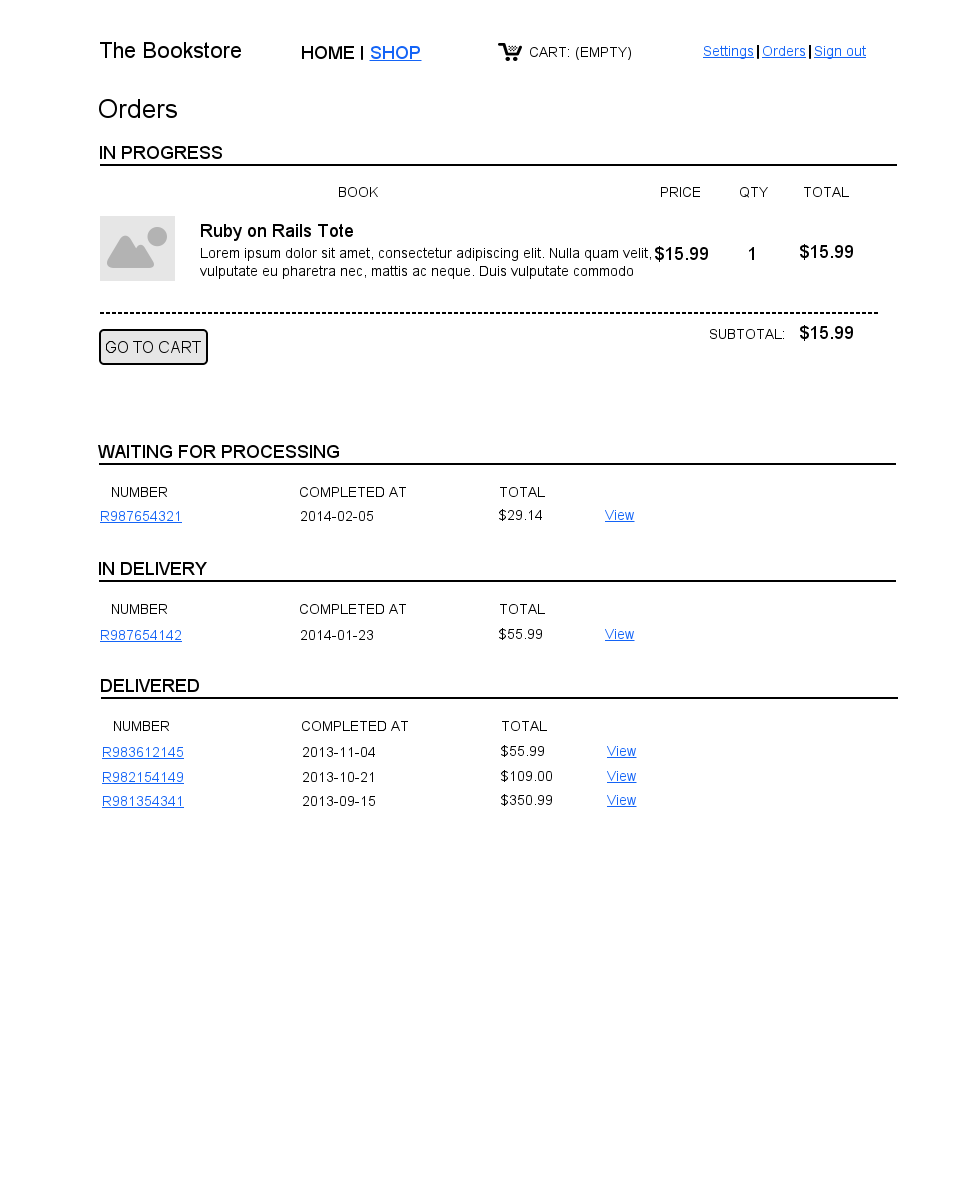 The Bookstore HOME | SHOP CART: (EMPTY) Settings | Orders | Sign out
Orders
IN PROGRESS
BOOK PRICE QTY TOTAL
Ruby on Rails Tote
Lorem ipsum dolor sit amet, consectetur adipiscing elit. Nulla quam velit, $15.99 1 $15.99
vulputate eu pharetra nec, mattis ac neque. Duis vulputate commodo
SUBTOTAL: $15.99
GO TO CART
WAITING FOR PROCESSING
NUMBER COMPLETED AT TOTAL
R987654321 2014-02-05 $29.14 View
IN DELIVERY
NUMBER COMPLETED AT TOTAL
R987654142 2014-01-23 $55.99 View
DELIVERED
NUMBER COMPLETED AT TOTAL
R983612145 2013-11-04 $55.99 View
R982154149 2013-10-21 $109.00 View
R981354341 2013-09-15 $350.99 View